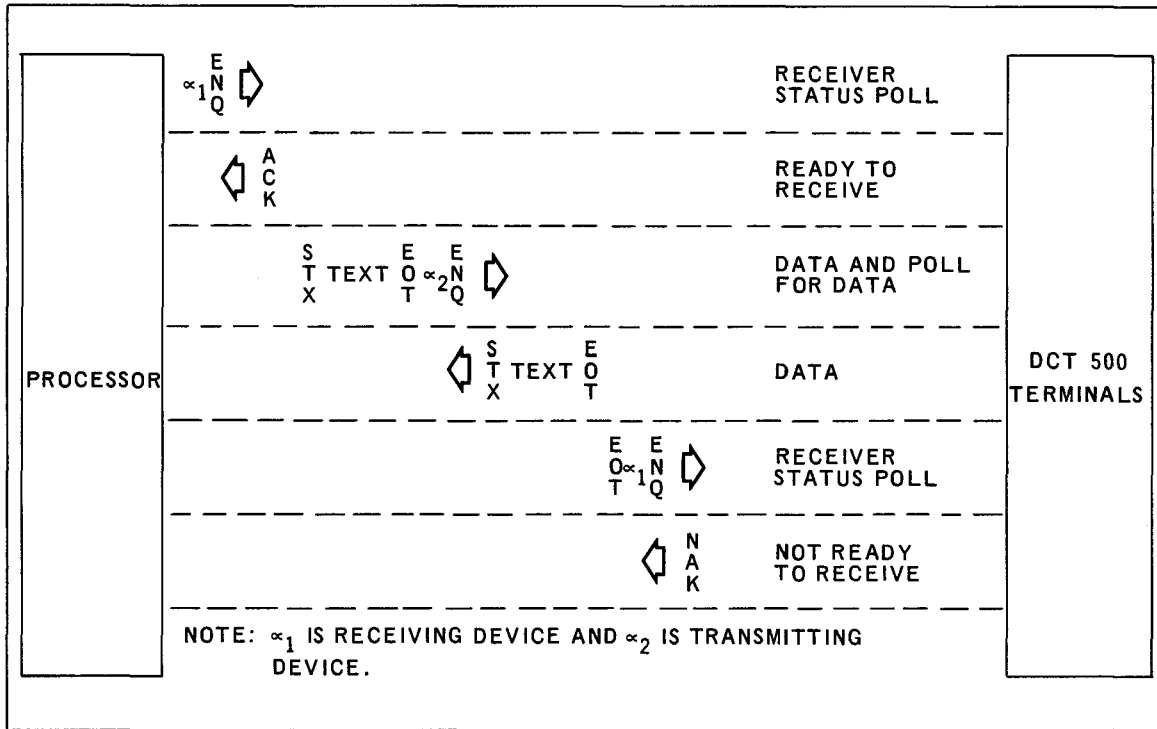 PROCESSOR
∝1 ENQ
RECEIVER
STATUS POLL
ACK
READY TO
RECEIVE
STX TEXT EOT ∝2 ENQ
DATA AND POLL
FOR DATA
STX TEXT EOT
DATA
EOT ∝1 ENQ
RECEIVER
STATUS POLL
NAK
NOT READY
TO RECEIVE
DCT 500
TERMINALS
NOTE: ∝1 IS RECEIVING DEVICE AND ∝2 IS TRANSMITTING
DEVICE.